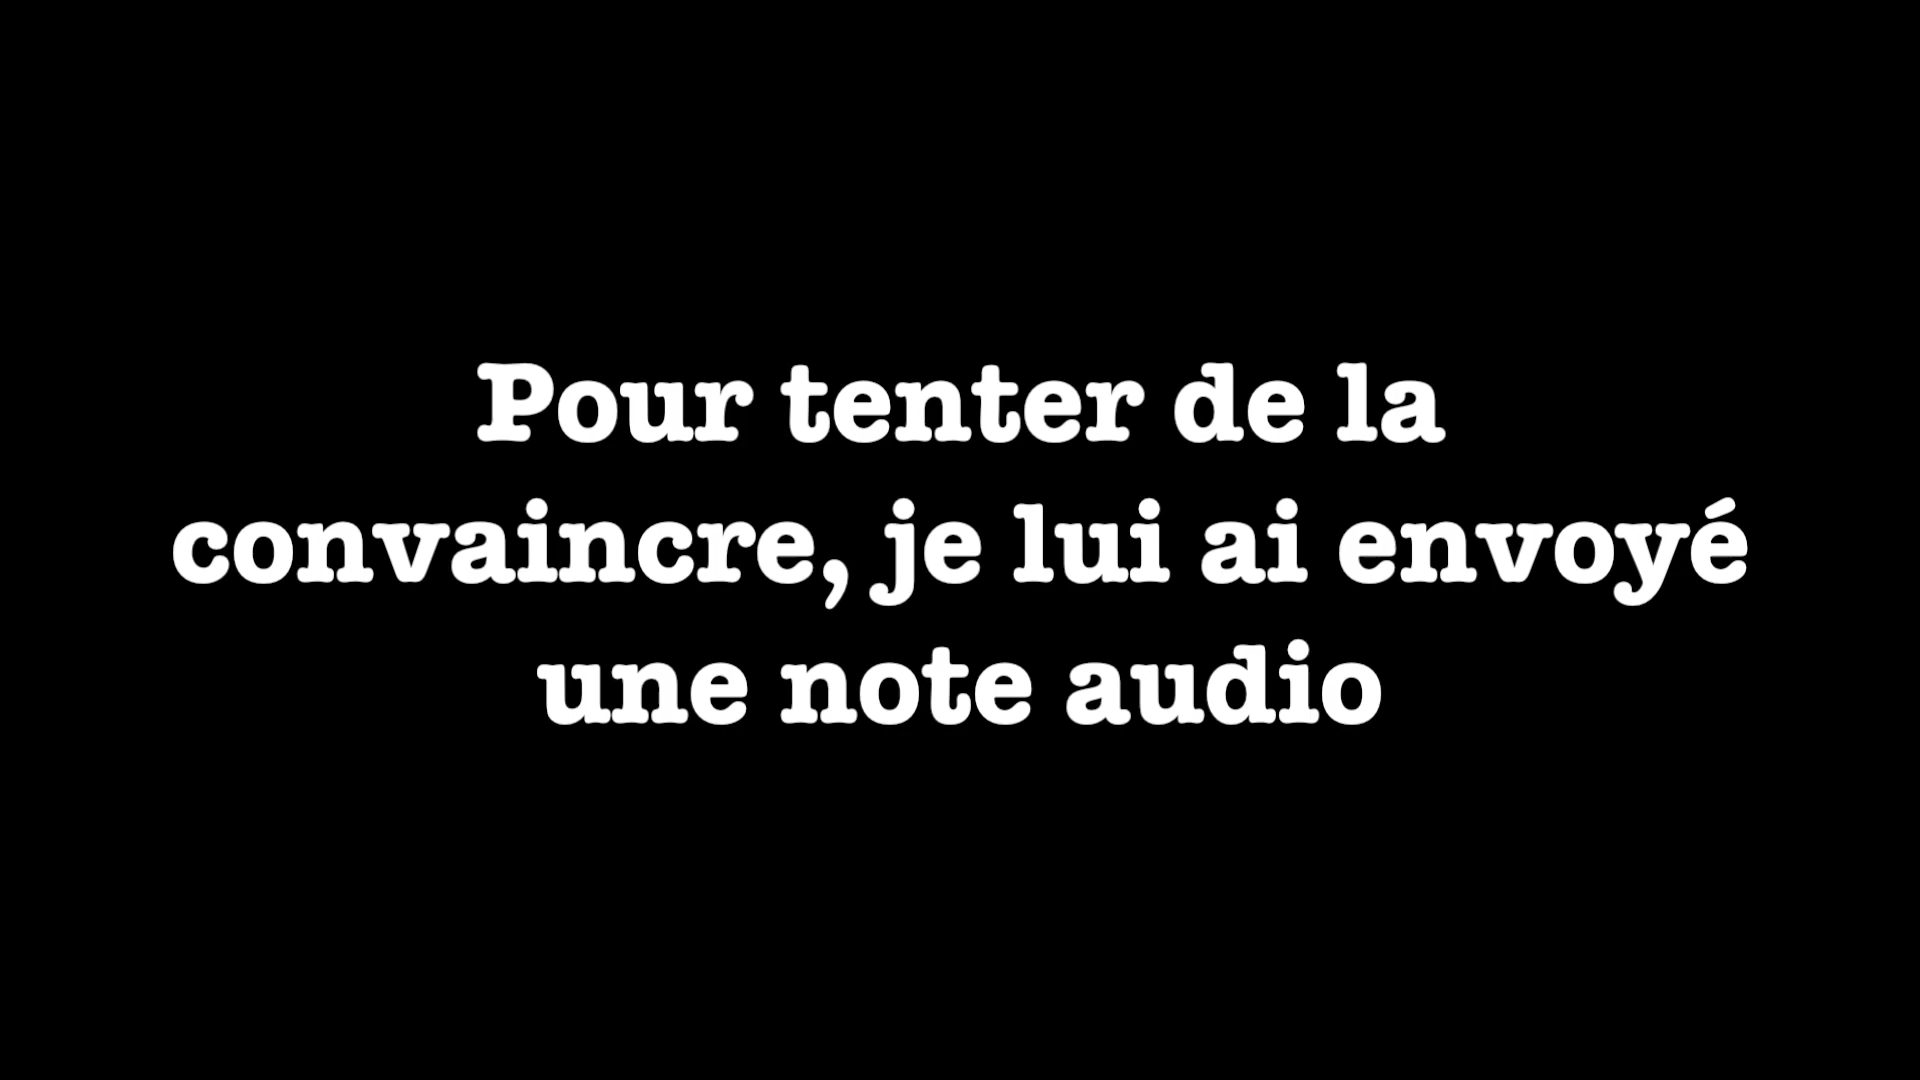 Pour tenter de la
convaincre, je lui ai envoyé
une note audio